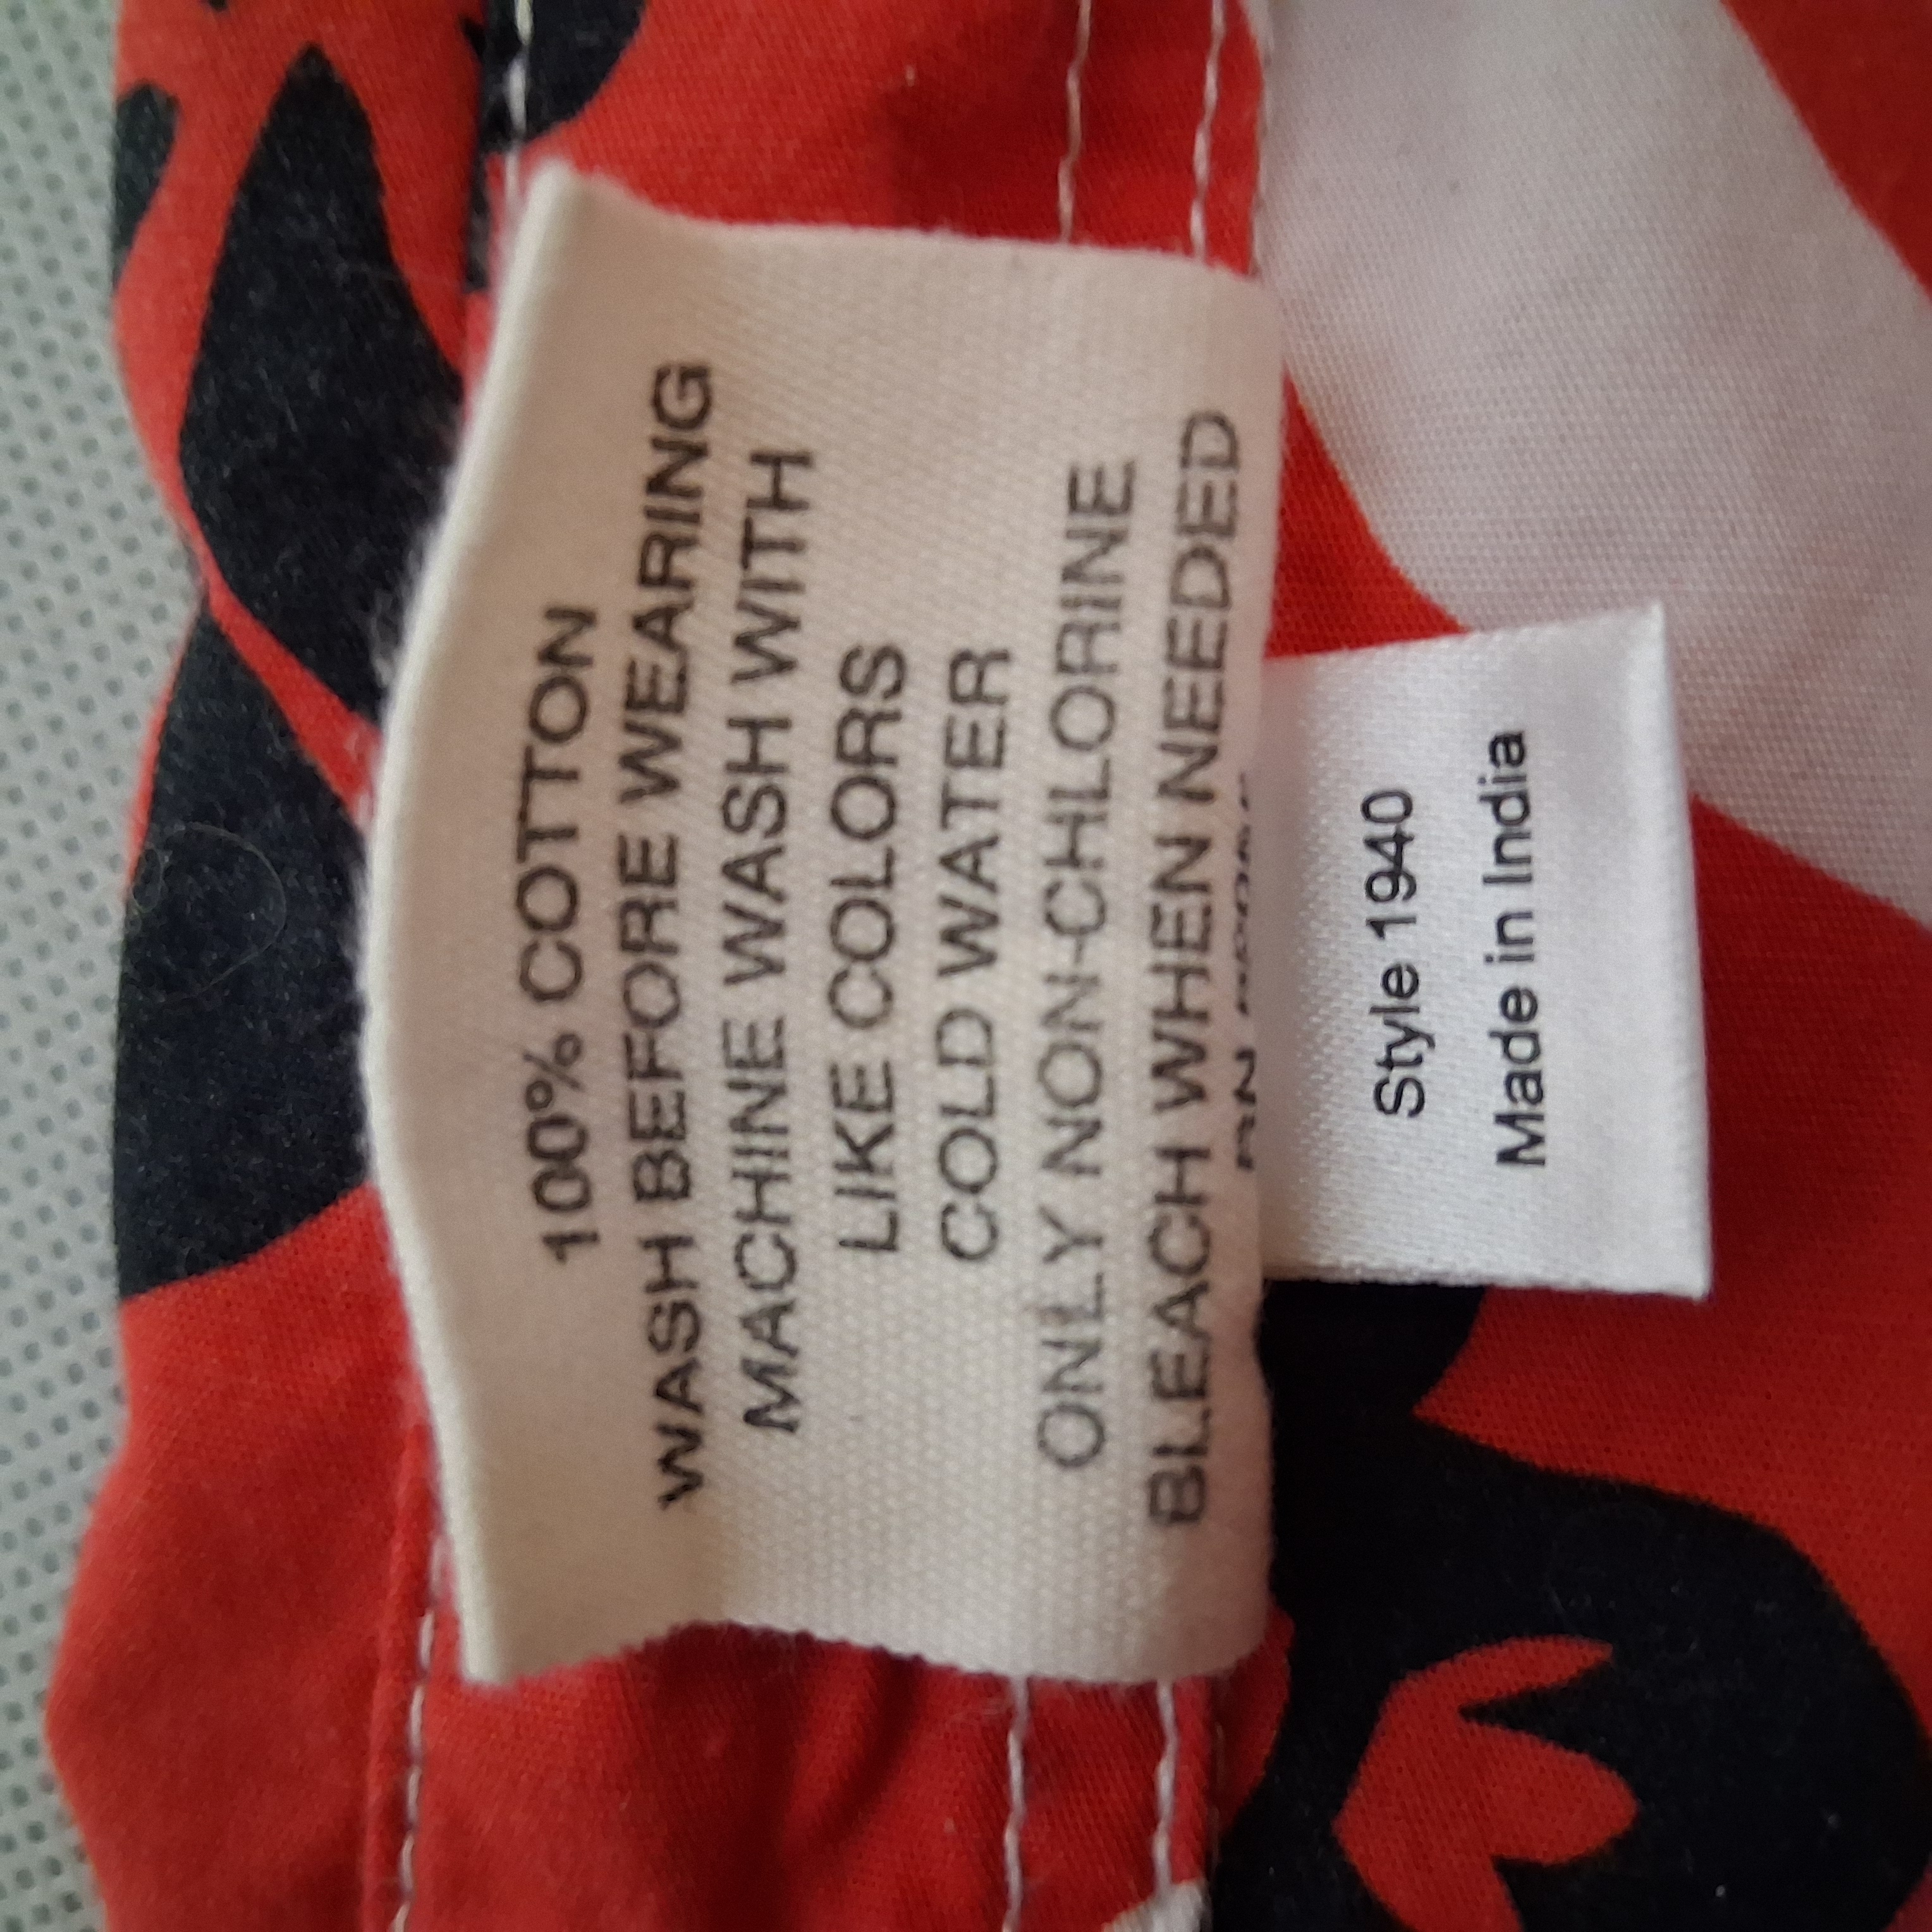 100% COTTON
WASH BEFORE WEARING
MACHINE WASH WITH
LIKE COLORS
COLD WATER
ONLY NON-CHLORINE
BLEACH WHEN NEEDED
Style 1940
Made in India